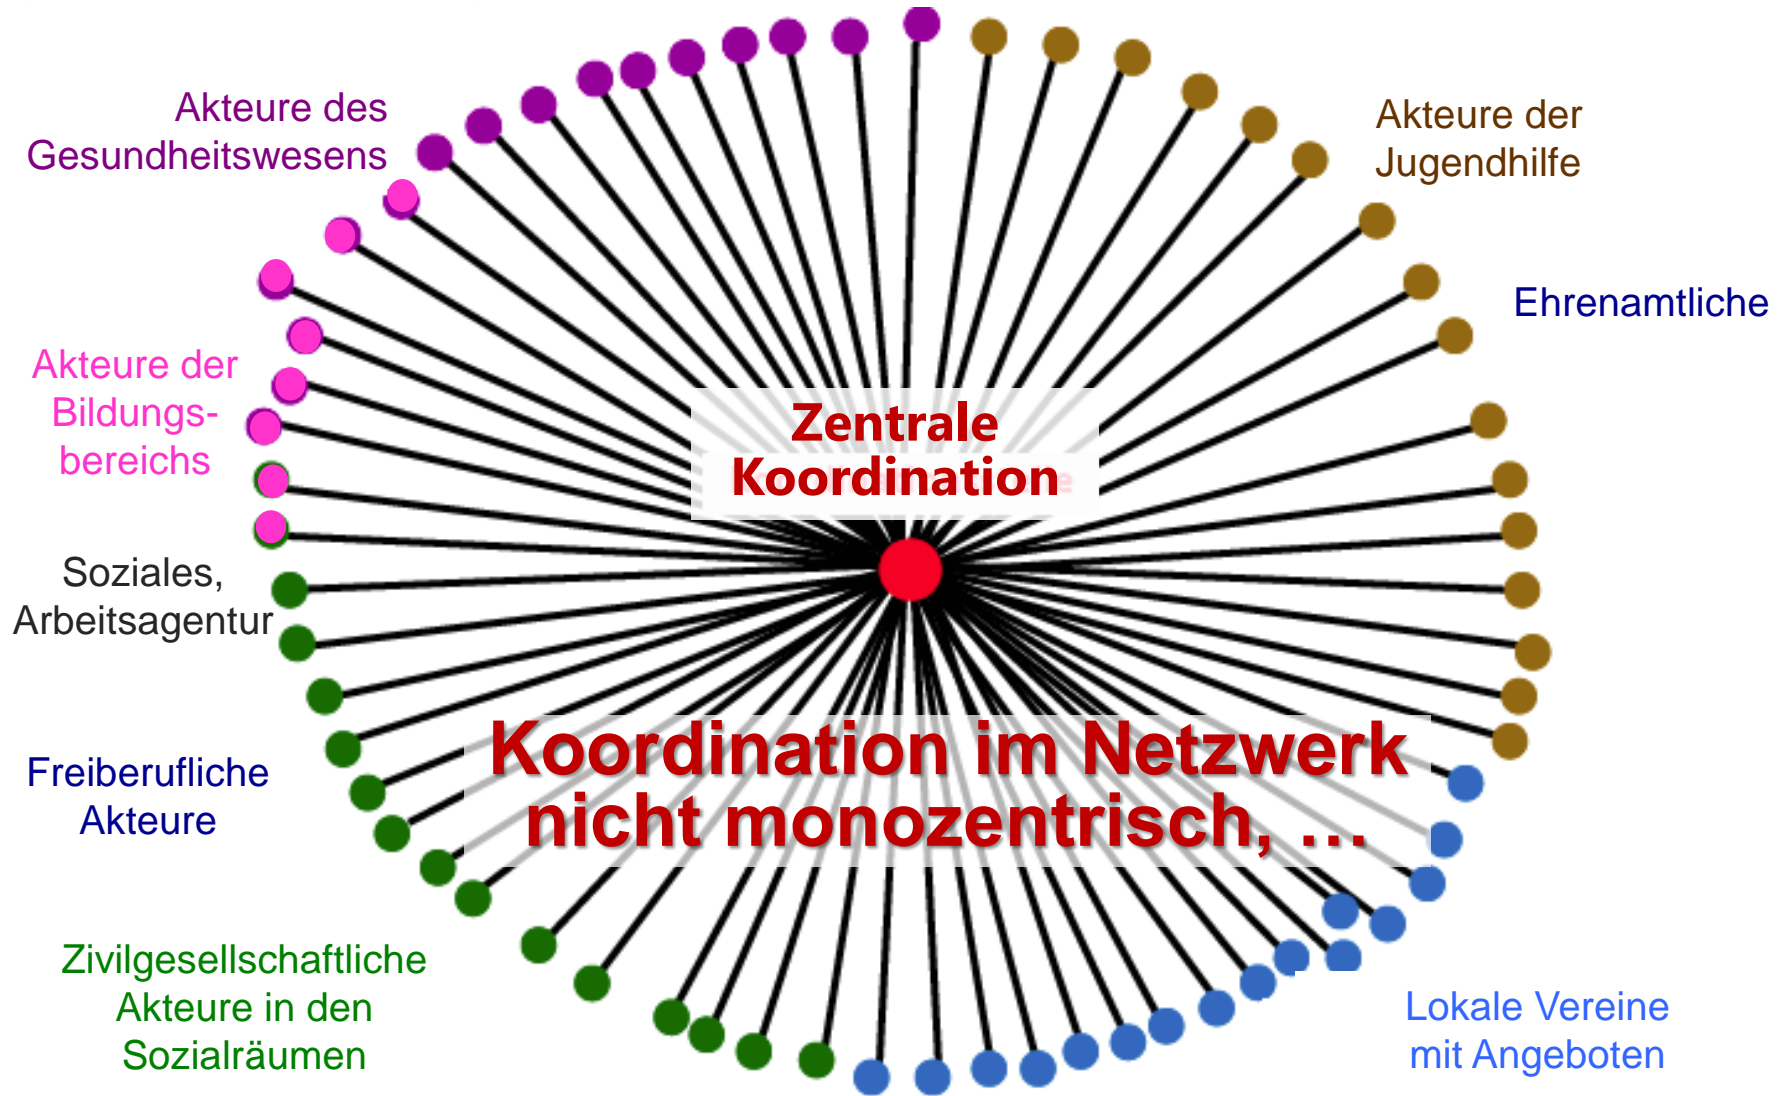 Akteure des
Gesundheitswesens
Akteure der
Jugendhilfe
Ehrenamtliche
Akteure der
Bildungs-
bereichs
Zentrale
Koordination
Soziales,
Arbeitsagentur
Koordination im Netzwerk
nicht monozentrisch, …
Freiberufliche
Akteure
Zivilgesellschaftliche
Akteure in den
Sozialräumen
Lokale Vereine
mit Angeboten